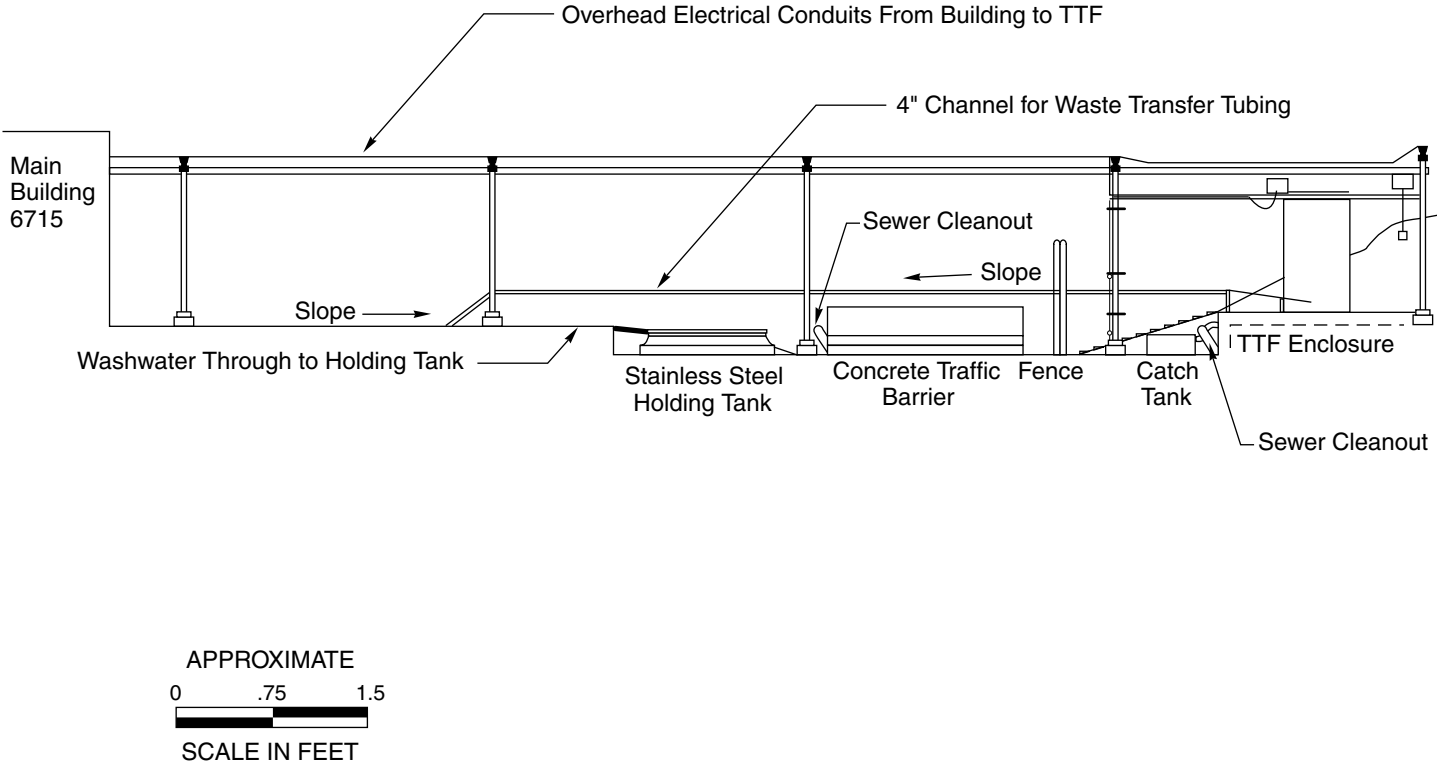 Overhead Electrical Conduits From Building to TTF
4" Channel for Waste Transfer Tubing
Main
Building
6715
Sewer Cleanout
Slope
Slope
Washwater Through to Holding Tank
TTF Enclosure
Stainless Steel
Holding Tank
Concrete Traffic
Barrier
Fence
Catch
Tank
Sewer Cleanout
APPROXIMATE
0 .75 1.5
SCALE IN FEET